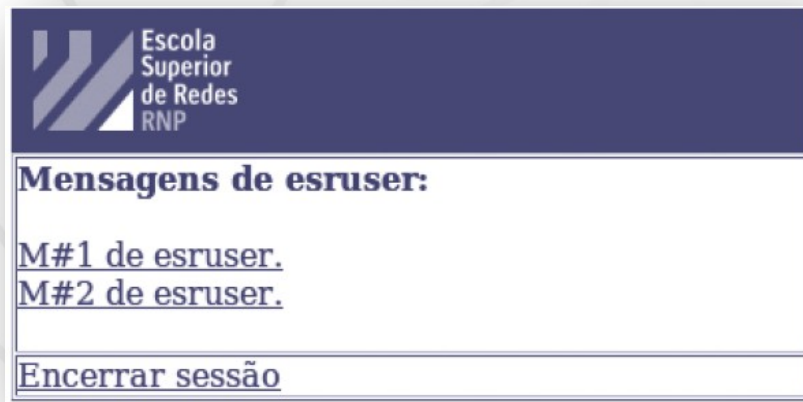 Escola
Superior
de Redes
RNP
Mensagens de esruser:
M#1 de esruser.
M#2 de esruser.
Encerrar sessão